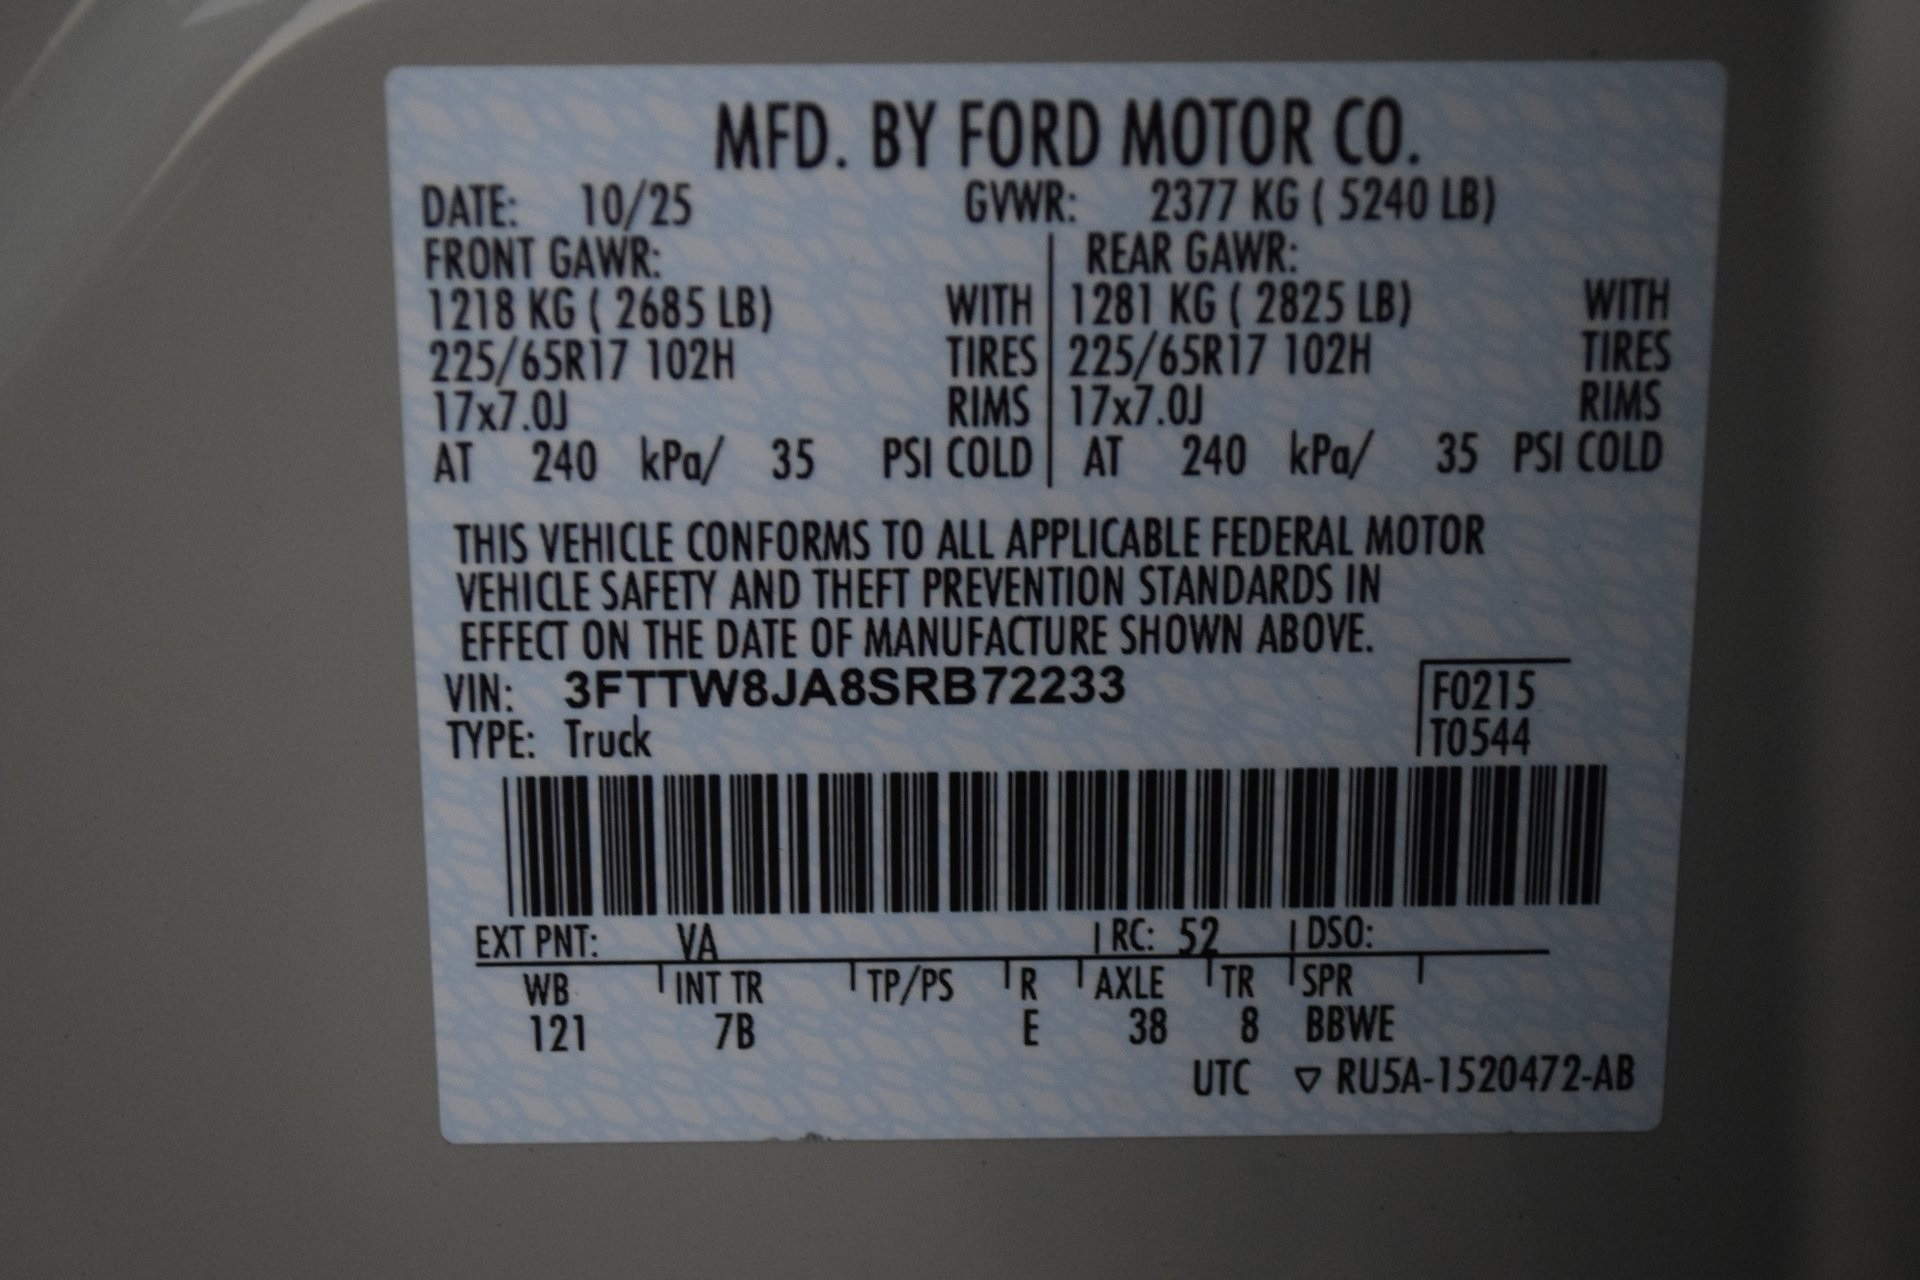 MFD. BY FORD MOTOR CO.
DATE: 10/25 GVWR: 2377 KG ( 5240 LB)
FRONT GAWR: REAR GAWR:
1218 KG ( 2685 LB) WITH 1281 KG ( 2825 LB) WITH
225/65R17 102H TIRES 225/65R17 102H TIRES
17x7.0J RIMS 17x7.0J RIMS
AT 240 kPa/ 35 PSI COLD AT 240 kPa/ 35 PSI COLD
THIS VEHICLE CONFORMS TO ALL APPLICABLE FEDERAL MOTOR
VEHICLE SAFETY AND THEFT PREVENTION STANDARDS IN
EFFECT ON THE DATE OF MANUFACTURE SHOWN ABOVE.
VIN: 3FTTW8JA8SRB72233 F0215
TYPE: Truck T0544
EXT PNT: VA RC: 52 DSO:
WB INT TR TP/PS R AXLE TR SPR
121 7B E 38 8 BBWE
UTC ▽ RU5A-1520472-AB